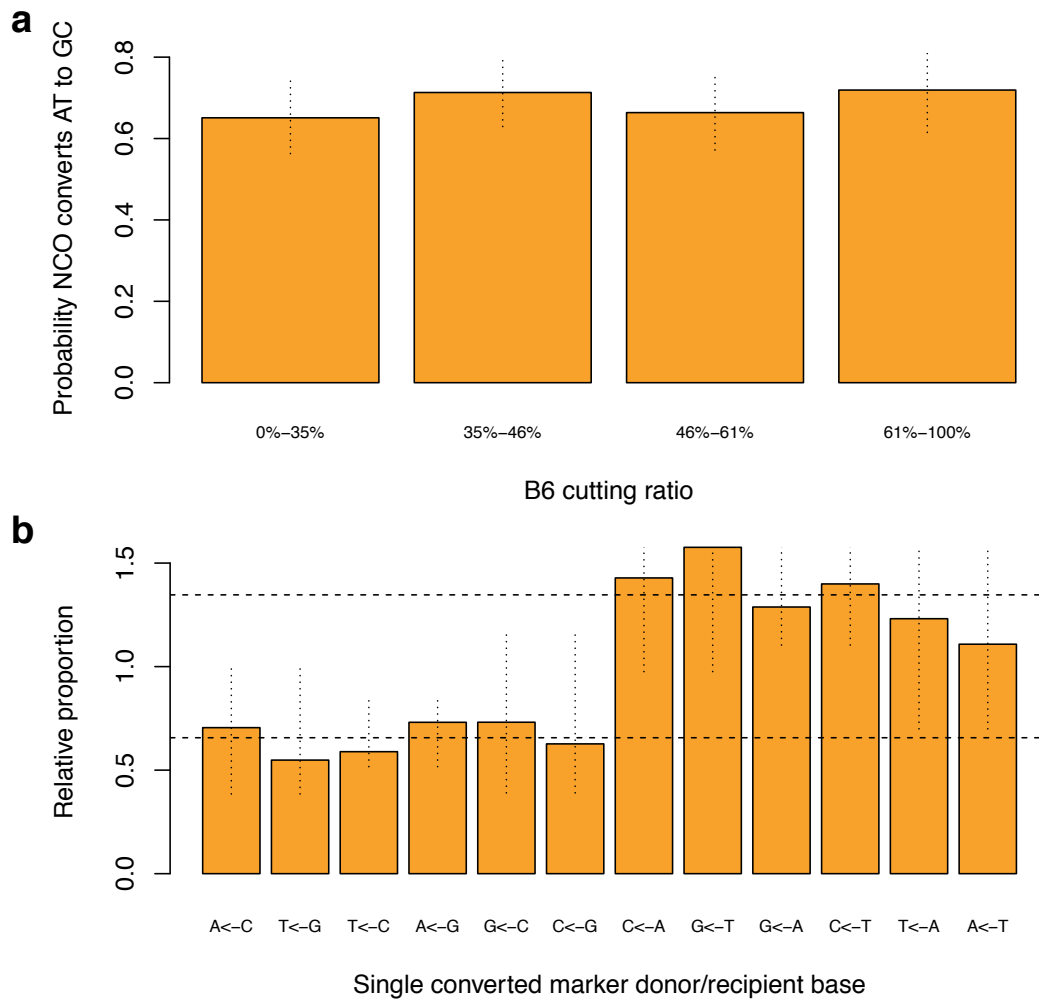 a
Probability NCO converts AT to GC
0.8
0.6
0.4
0.2
0.0
0%−35% 35%−46% 46%−61% 61%−100%
B6 cutting ratio
b
Relative proportion
1.5
1.0
0.5
0.0
A<−C T<−G T<−C A<−G G<−C C<−G C<−A G<−T G<−A C<−T T<−A A<−T
Single converted marker donor/recipient base